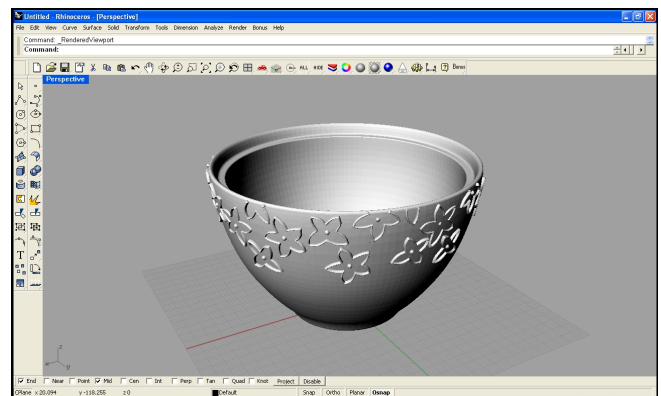 Untitled - Rhinoceros - [Perspective]
File Edit View Curve Surface Solid Transform Tools Dimension Analyze Render Bonus Help
Command: _RenderedViewport
Command:
ALL HIDE Bonus
Perspective
T
z
x y
End Near Point Mid Cen Int Perp Tan Quad Knot Project Disable
CPlane x 20.094 y -118.255 z 0 Default Snap Ortho Planar Osnap